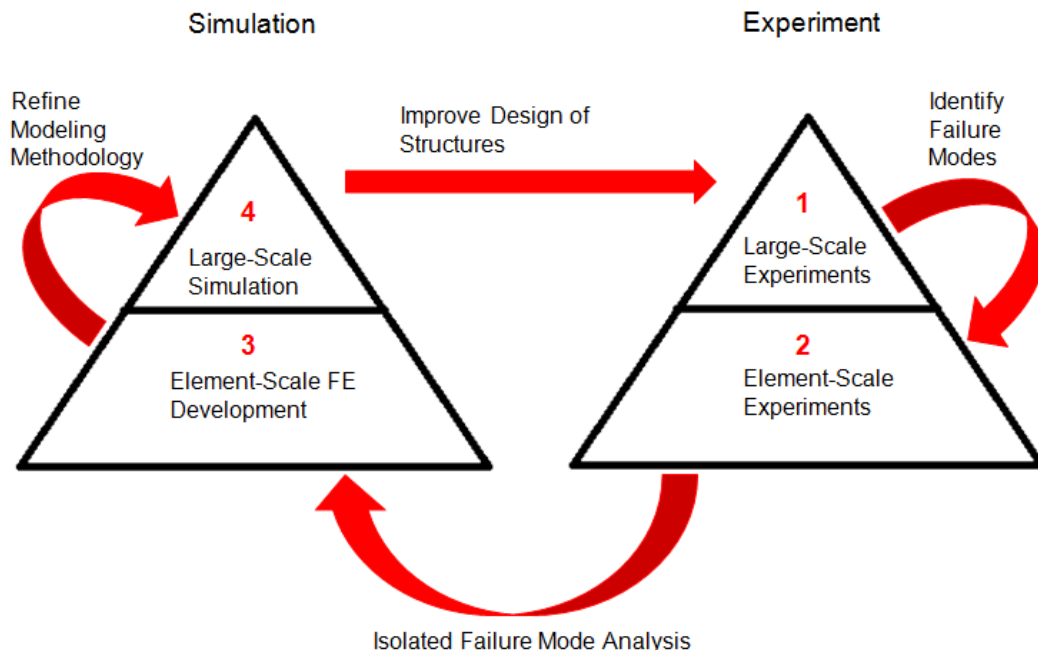 Simulation
Experiment
Refine
Modeling
Methodology
Improve Design of
Structures
Identify
Failure
Modes
4
Large-Scale
Simulation
1
Large-Scale
Experiments
3
Element-Scale FE
Development
2
Element-Scale
Experiments
Isolated Failure Mode Analysis